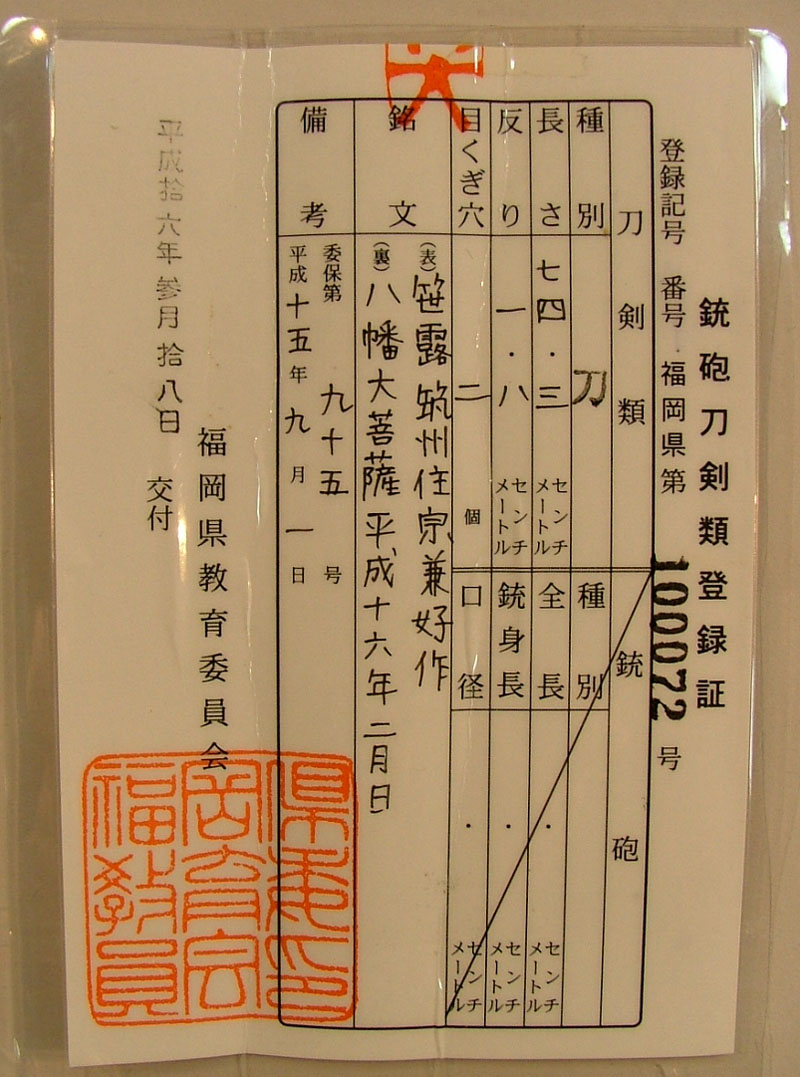 銃砲刀剣類登録証
登録記号 番号 福岡県第 100072 号
刀剣類
種別 刀
長さ 七四・三 センチメートル
反り 一・八 センチメートル
目くぎ穴 二 個
銘文
(表) 笹露筑州住宗兼好作
(裏) 八幡大菩薩平成十六年二月日
備考
委保第 九十五 号
平成十五年九月一日
銃砲
種別
全長 ・ センチメートル
銃身長 ・ センチメートル
口径 ・ センチメートル
平成拾六年参月拾八日 交付
福岡県教育委員会